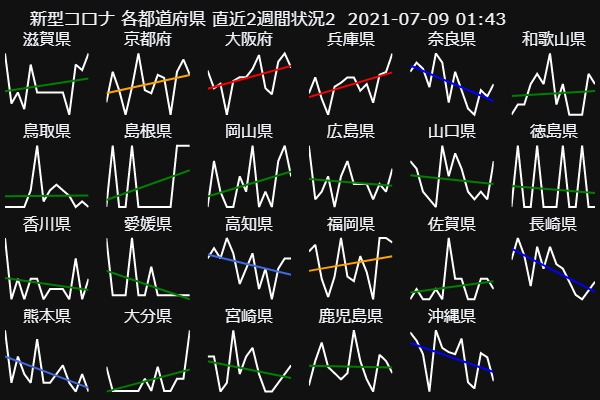 新型コロナ 各都道府県 直近2週間状況2 2021-07-09 01:43
滋賀県 京都府 大阪府 兵庫県 奈良県 和歌山県
鳥取県 島根県 岡山県 広島県 山口県 徳島県
香川県 愛媛県 高知県 福岡県 佐賀県 長崎県
熊本県 大分県 宮崎県 鹿児島県 沖縄県